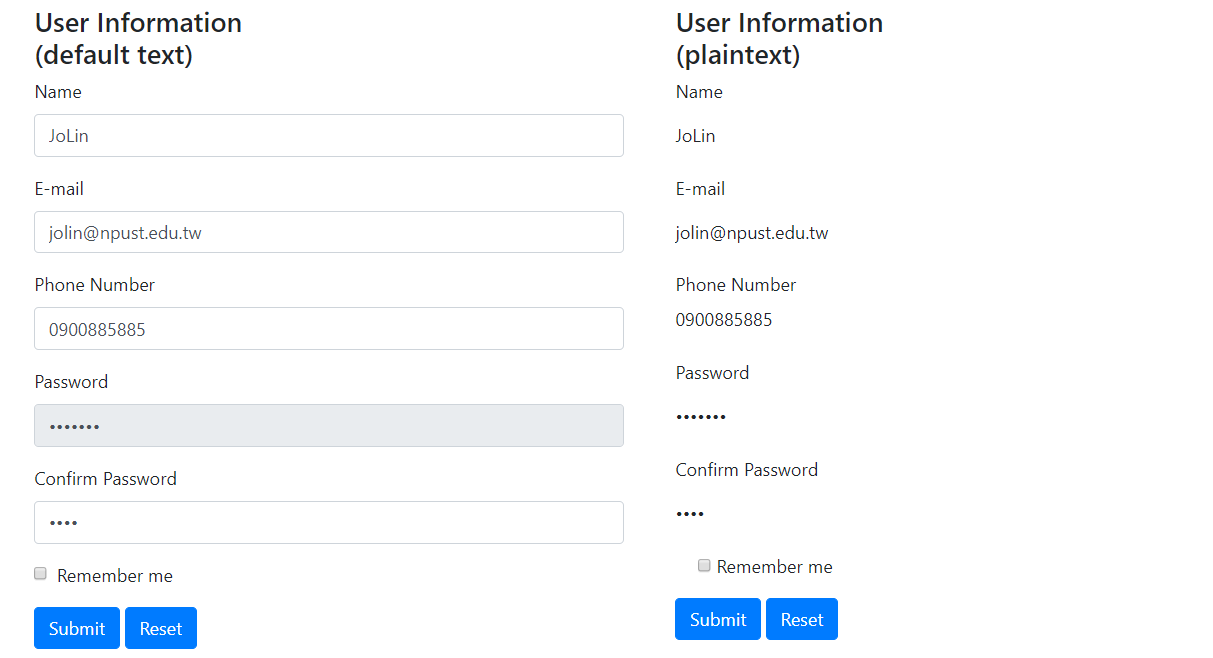 User Information
(default text)
Name
JoLin
E-mail
jolin@npust.edu.tw
Phone Number
0900885885
Password
•••••••
Confirm Password
••••
Remember me
Submit Reset
User Information
(plaintext)
Name
JoLin
E-mail
jolin@npust.edu.tw
Phone Number
0900885885
Password
•••••••
Confirm Password
••••
Remember me
Submit Reset